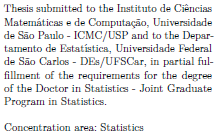 Thesis submitted to the Instituto de Ciências
Matemáticas e de Computação, Universidade
de São Paulo - ICMC/USP and to the Depar-
tamento de Estatística, Universidade Federal
de São Carlos - DEs/UFSCar, in partial ful-
fillment of the requirements for the degree
of the Doctor in Statistics - Joint Graduate
Program in Statistics.
Concentration area: Statistics